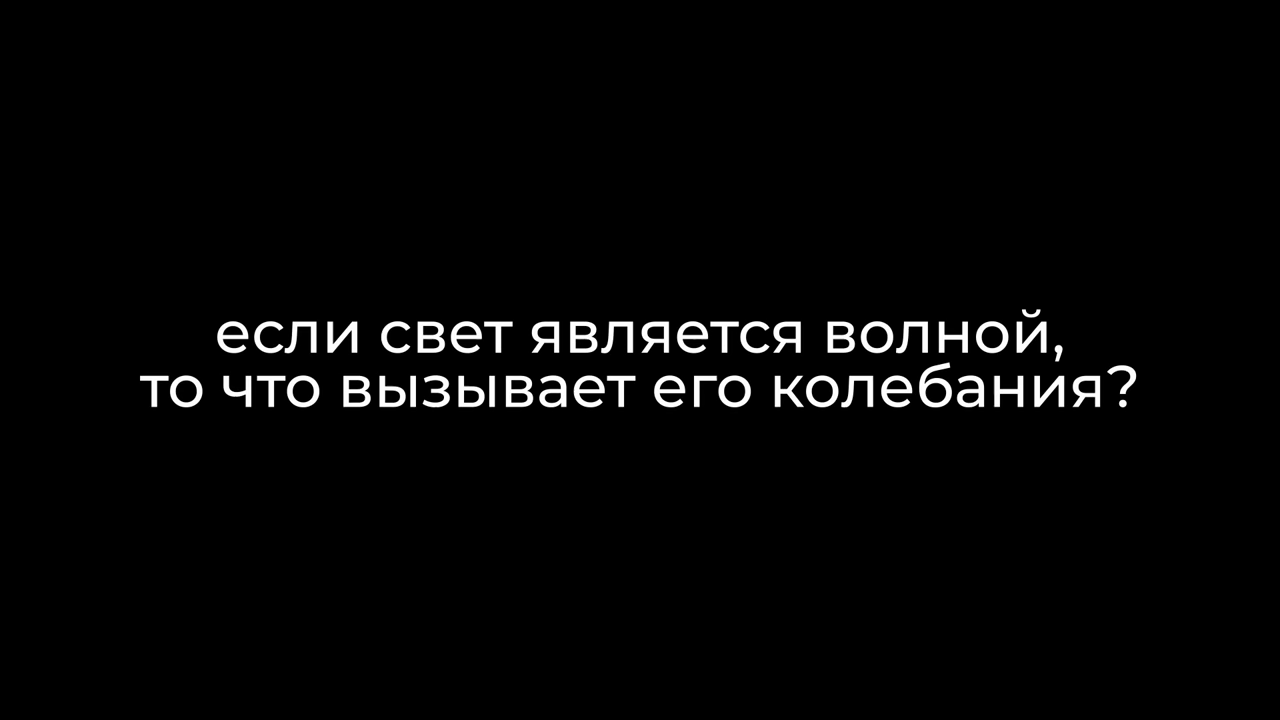 если свет является волной,
то что вызывает его колебания?